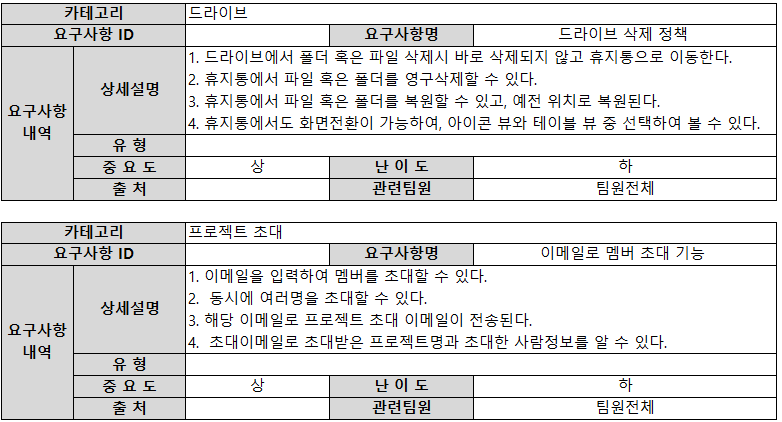 카테고리 드라이브
요구사항 ID 요구사항명 드라이브 삭제 정책
요구사항 내역
상세설명
1. 드라이브에서 폴더 혹은 파일 삭제시 바로 삭제되지 않고 휴지통으로 이동한다.
2. 휴지통에서 파일 혹은 폴더를 영구삭제할 수 있다.
3. 휴지통에서 파일 혹은 폴더를 복원할 수 있고, 예전 위치로 복원된다.
4. 휴지통에서도 화면전환이 가능하여, 아이콘 뷰와 테이블 뷰 중 선택하여 볼 수 있다.
유 형
중 요 도 상 난 이 도 하
출 처 관련팀원 팀원전체
카테고리 프로젝트 초대
요구사항 ID 요구사항명 이메일로 멤버 초대 기능
요구사항 내역
상세설명
1. 이메일을 입력하여 멤버를 초대할 수 있다.
2. 동시에 여러명을 초대할 수 있다.
3. 해당 이메일로 프로젝트 초대 이메일이 전송된다.
4. 초대이메일로 초대받은 프로젝트명과 초대한 사람정보를 알 수 있다.
유 형
중 요 도 상 난 이 도 하
출 처 관련팀원 팀원전체